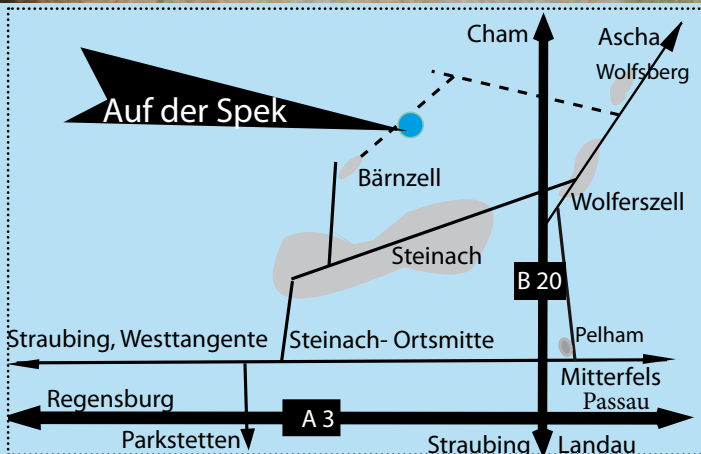 Cham
Ascha
Wolfsberg
Auf der Spek
Bärnzell
Wolferszell
Steinach
B 20
Straubing, Westtangente
Steinach- Ortsmitte
Pelham
Mitterfels
Regensburg
Passau
A 3
Parkstetten
Straubing
Landau